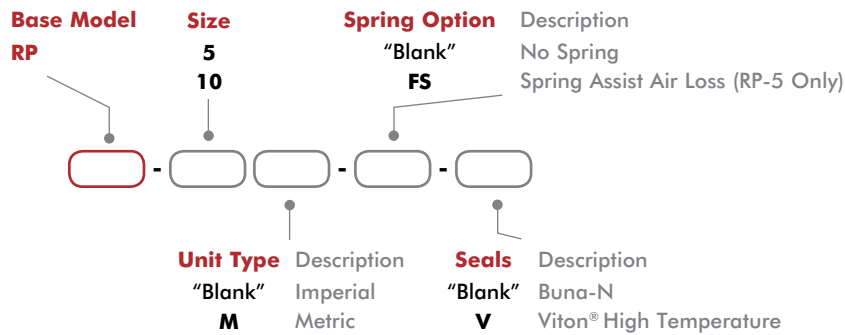 Base Model Size Spring Option Description
RP 5 “Blank” No Spring
10 FS Spring Assist Air Loss (RP-5 Only)
- - -
Unit Type Description Seals Description
“Blank” Imperial “Blank” Buna-N
M Metric V Viton® High Temperature